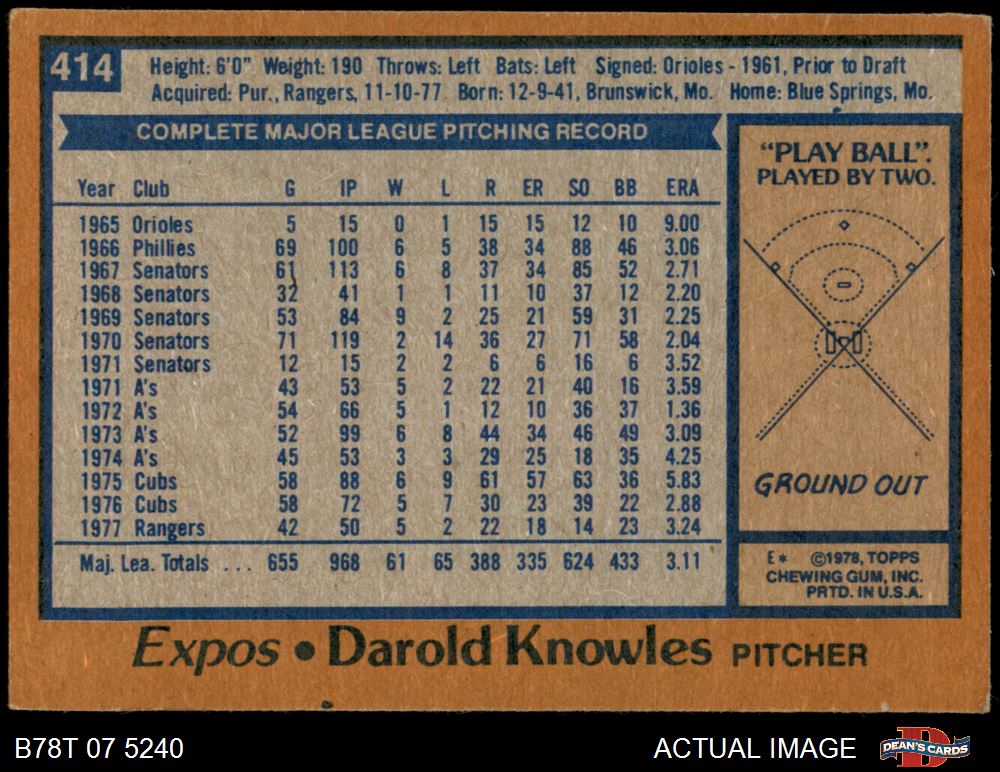 414
Height: 6'0" Weight: 190 Throws: Left Bats: Left Signed: Orioles - 1961, Prior to Draft
Acquired: Pur., Rangers, 11-10-77 Born: 12-9-41, Brunswick, Mo. Home: Blue Springs, Mo.
COMPLETE MAJOR LEAGUE PITCHING RECORD
Year Club G IP W L R ER SO BB ERA
1965 Orioles 5 15 0 1 15 15 12 10 9.00
1966 Phillies 69 100 6 5 38 34 88 46 3.06
1967 Senators 61 113 6 8 37 34 85 52 2.71
1968 Senators 32 41 1 1 11 10 37 12 2.20
1969 Senators 53 84 9 2 25 21 59 31 2.25
1970 Senators 71 119 2 14 36 27 71 58 2.04
1971 Senators 12 15 2 2 6 6 16 6 3.52
1971 A's 43 53 5 2 22 21 40 16 3.59
1972 A's 54 66 5 1 12 10 36 37 1.36
1973 A's 52 99 6 8 44 34 46 49 3.09
1974 A's 45 53 3 3 29 25 18 35 4.25
1975 Cubs 58 88 6 9 61 57 63 36 5.83
1976 Cubs 58 72 5 7 30 23 39 22 2.88
1977 Rangers 42 50 5 2 22 18 14 23 3.24
Maj. Lea. Totals ... 655 968 61 65 388 335 624 433 3.11
"PLAY BALL".
PLAYED BY TWO.
GROUND OUT
E* ©1978, TOPPS
CHEWING GUM, INC.
PRTD. IN U.S.A.
Expos • Darold Knowles PITCHER
B78T 07 5240
ACTUAL IMAGE
D
DEAN'S CARDS